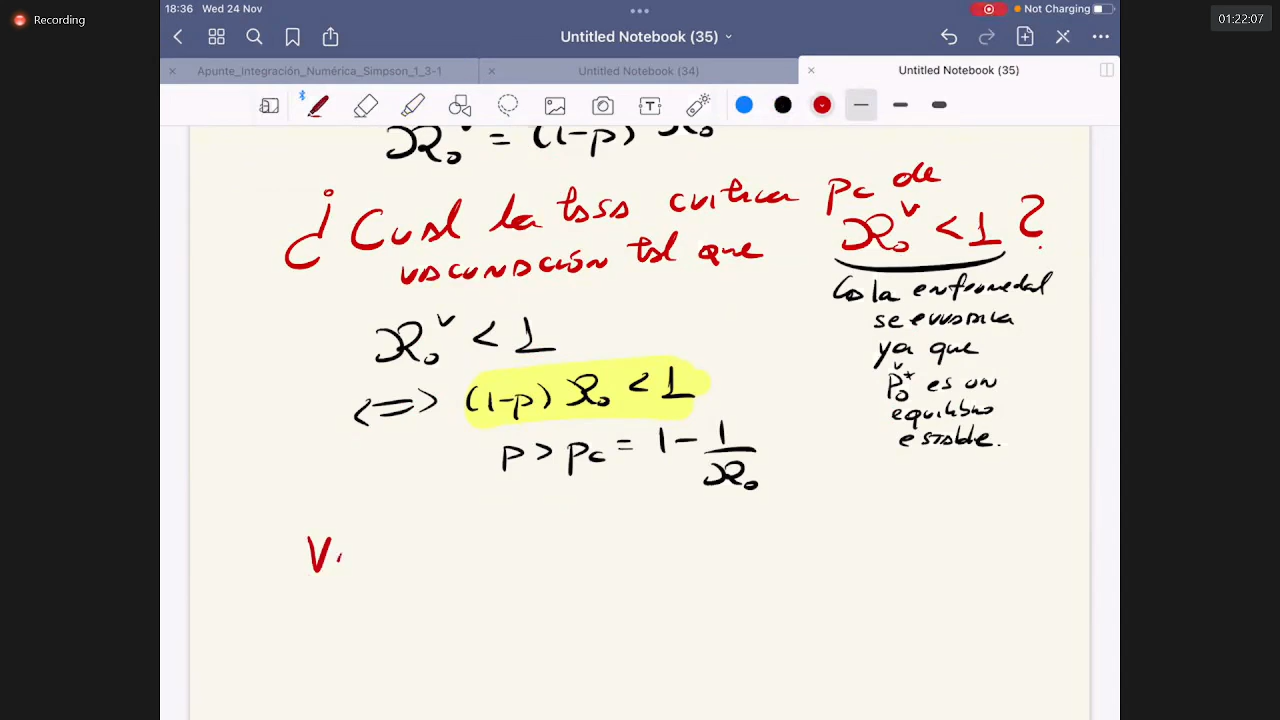 Recording
18:36 Wed 24 Nov
Not Charging
01:22:07
Untitled Notebook (35)
Apunte_Integración_Numérica_Simpson_1_3-1
Untitled Notebook (34)
Untitled Notebook (35)
ℛ₀ᵛ = (1-p) ℛ₀
¿Cual la tasa critica pc de
vacunación tal que ℛ₀ᵛ < 1 ?
↳ la enfermedad
se erradica
ya que
P₀ᵛ* es un
equilibrio
estable.
ℛ₀ᵛ < 1
<=> (1-p) ℛ₀ < 1
p > pc = 1 - 1/ℛ₀
V